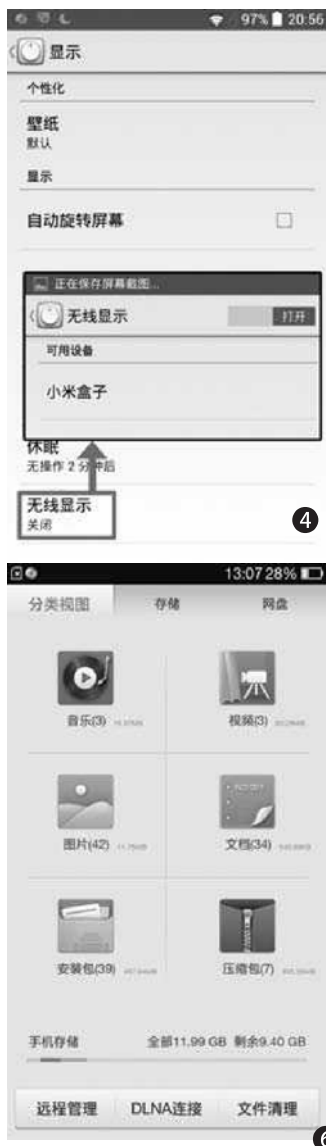 97% 20:56
显示
个性化
壁纸
默认
显示
自动旋转屏幕
正在保存屏幕截图...
无线显示 打开
可用设备
小米盒子
休眠
无操作 2 分钟后
无线显示
关闭
4
13:07 28%
分类视图 存储 网盘
音乐(3) 视频(3)
图片(42) 文档(34)
安装包(39) 压缩包(7)
手机存储 全部11.99 GB 剩余9.40 GB
远程管理 DLNA连接 文件清理